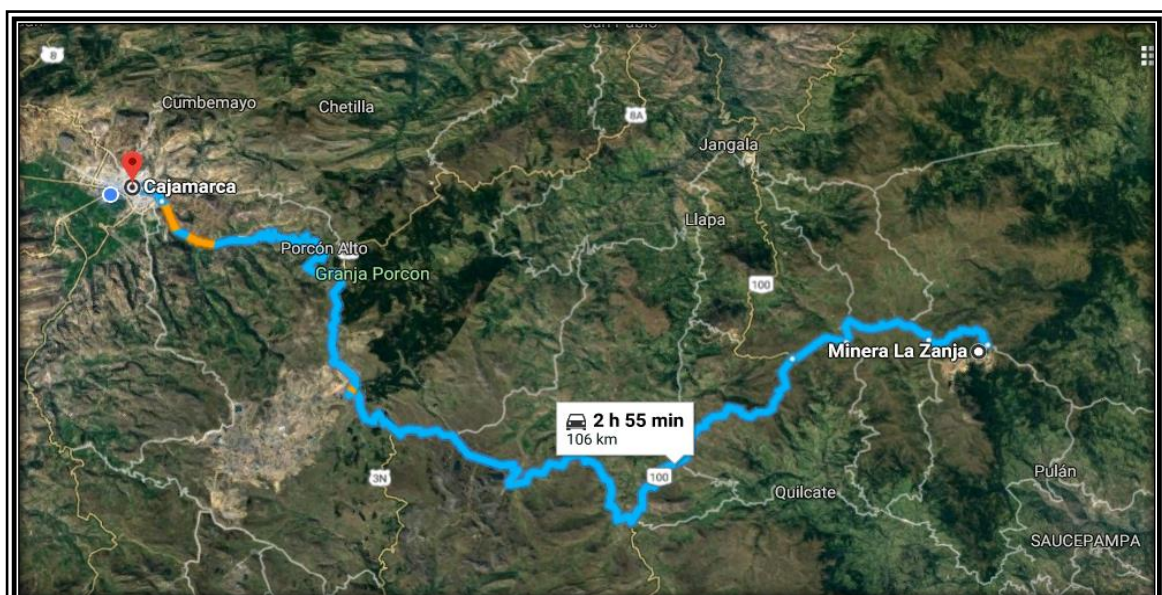 8
Cumbemayo
Chetilla
8A
Jangala
Cajamarca
Llapa
Porcón Alto
Granja Porcon
100
Minera La Zanja
2 h 55 min
106 km
3N
100
Quilcate
Pulán
SAUCEPAMPA